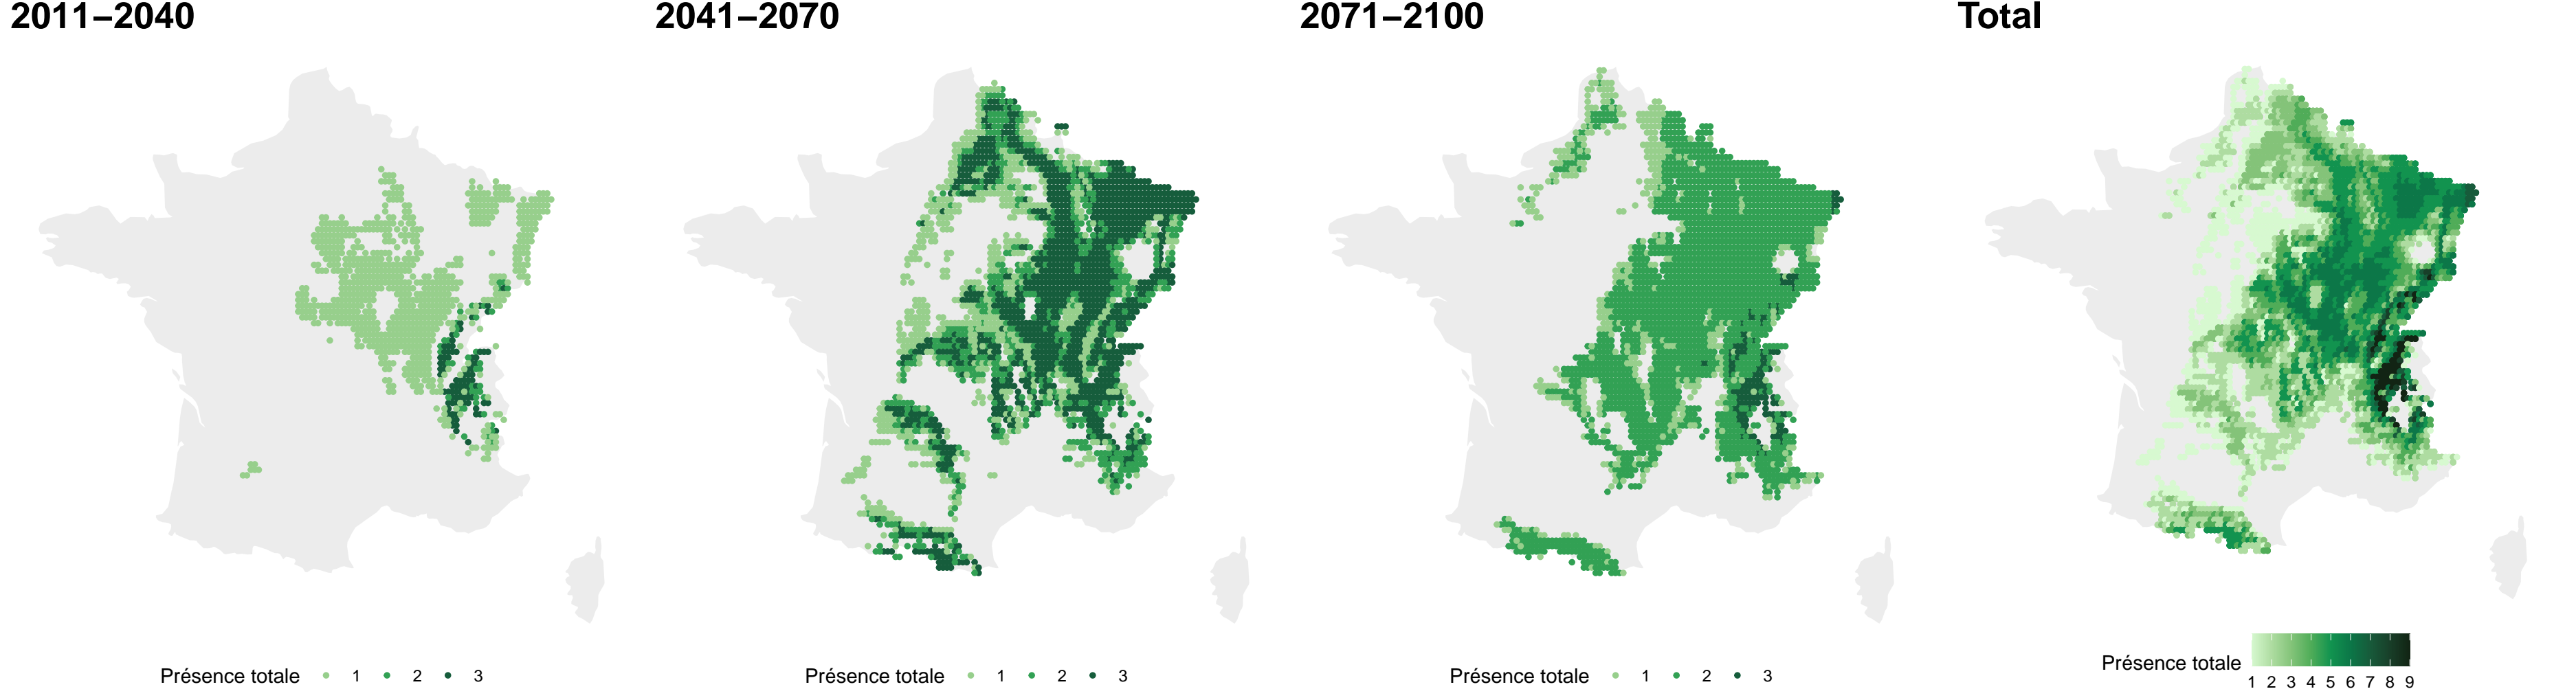 2011–2040
2041–2070
2071–2100
Total
Présence totale 1 2 3
Présence totale 1 2 3
Présence totale 1 2 3
Présence totale
1 2 3 4 5 6 7 8 9